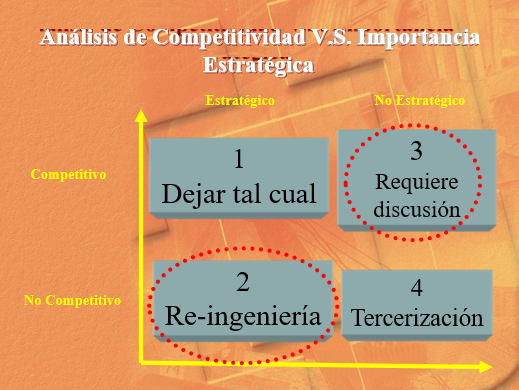 Análisis de Competitividad V.S. Importancia
Estratégica
Estratégico
No Estratégico
Competitivo
1
Dejar tal cual
3
Requiere
discusión
No Competitivo
2
Re-ingeniería
4
Tercerización